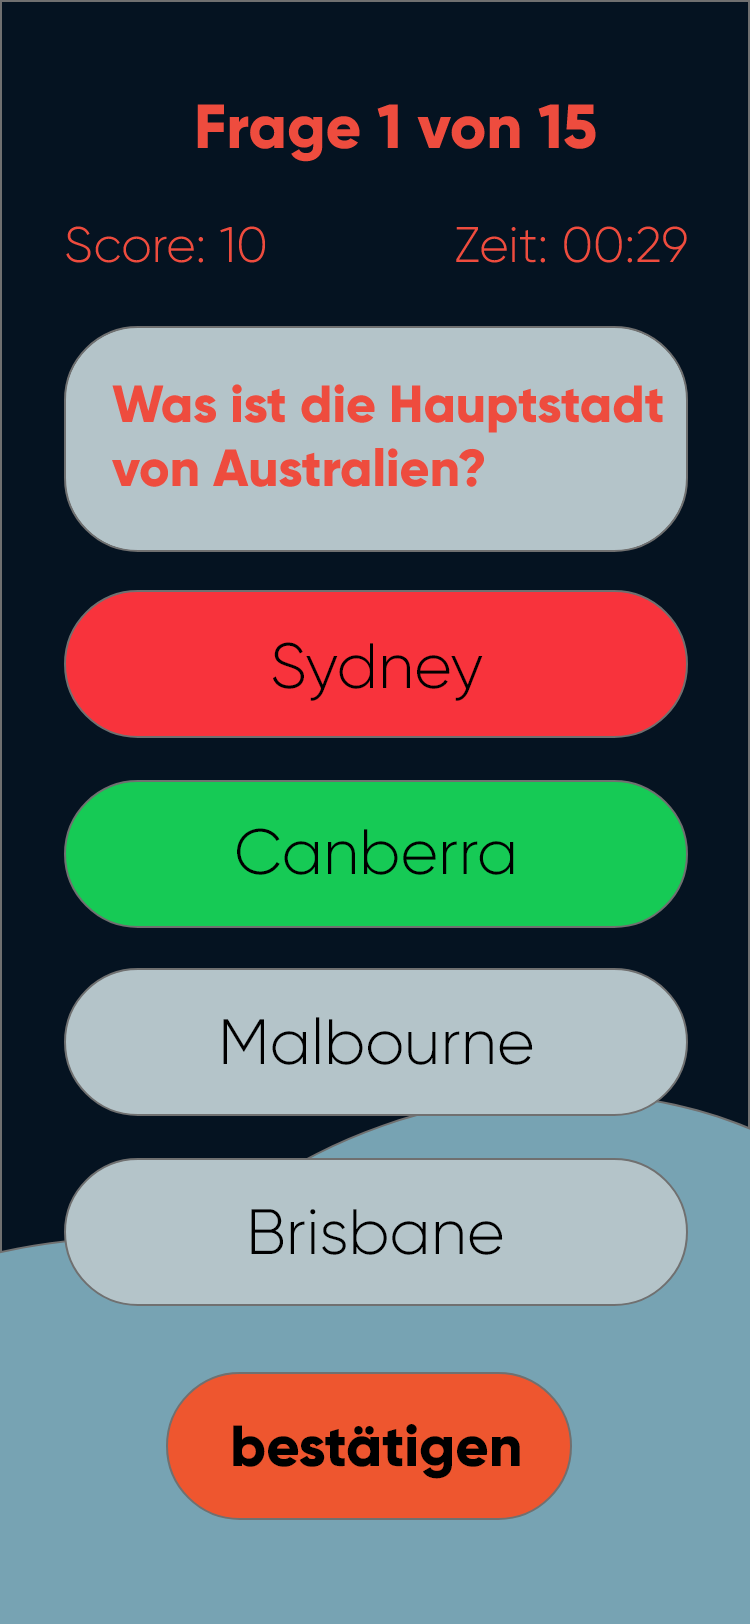 Frage 1 von 15
Score: 10
Zeit: 00:29
Was ist die Hauptstadt
von Australien?
Sydney
Canberra
Malbourne
Brisbane
bestätigen